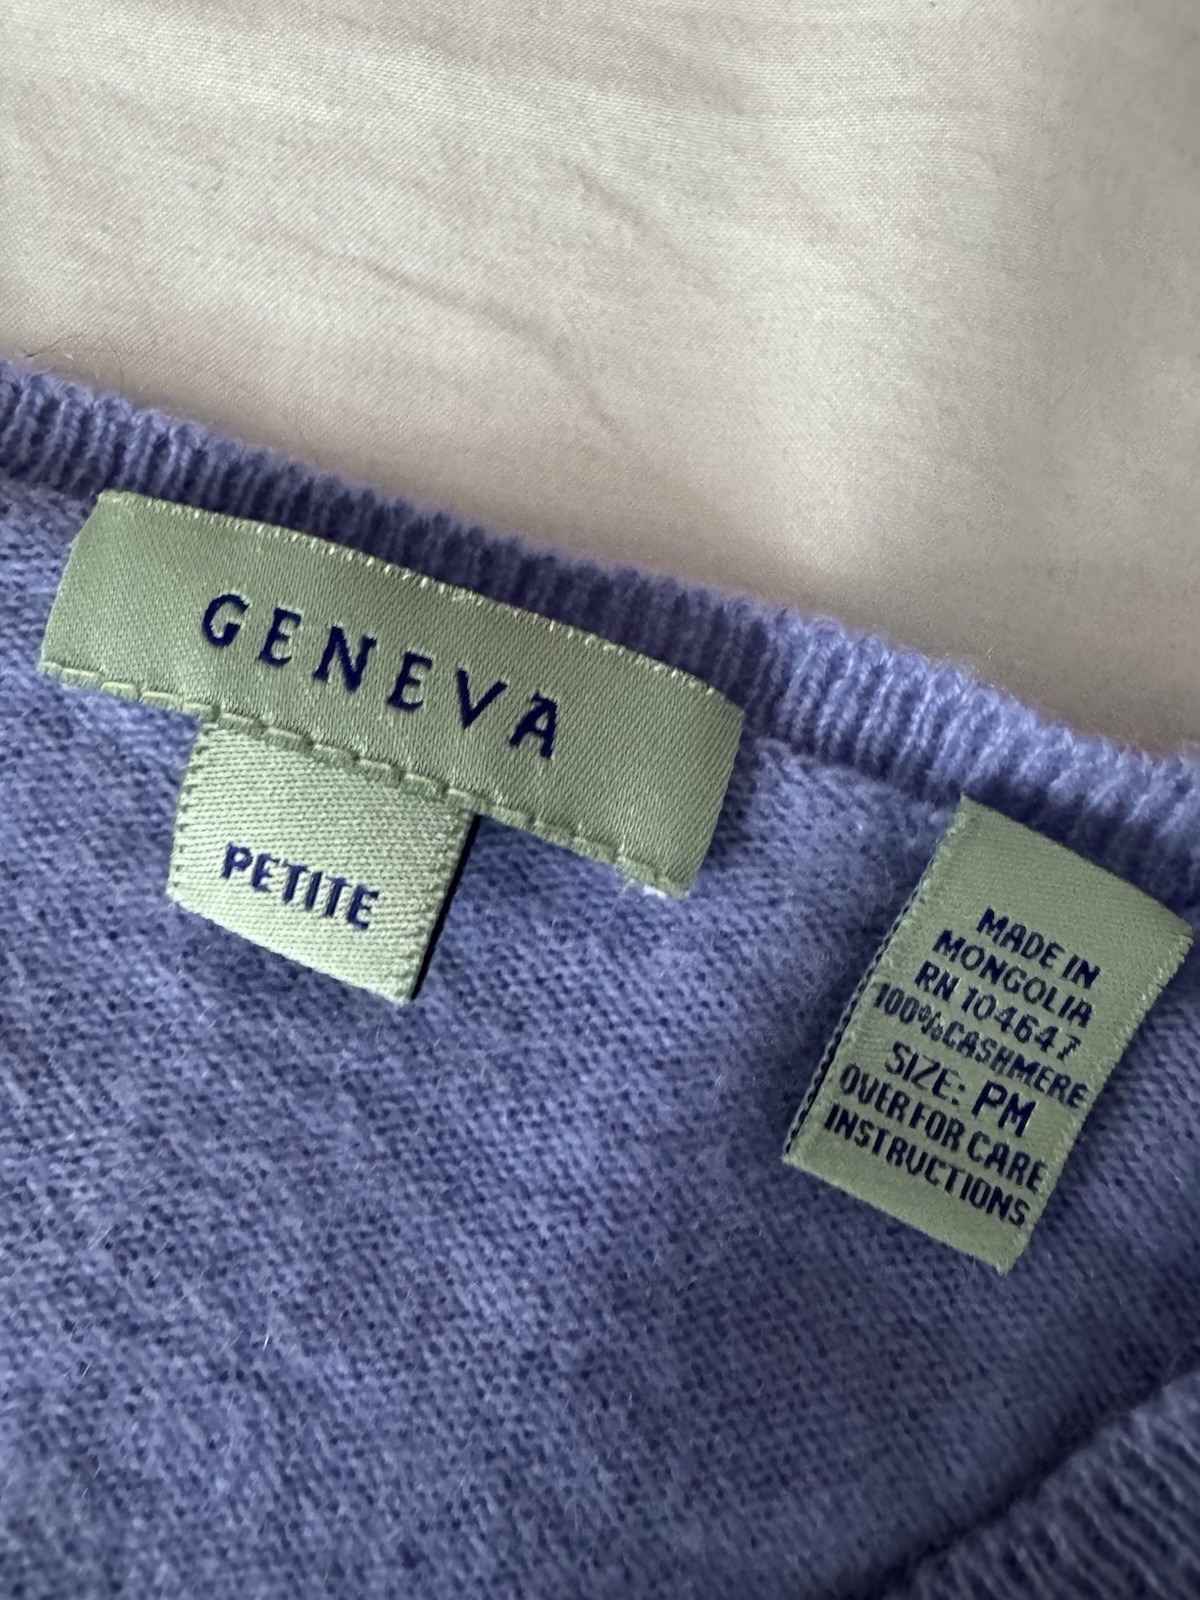 GENEVA
PETITE
MADE IN
MONGOLIA
RN 104647
100%CASHMERE
SIZE: PM
OVER FOR CARE
INSTRUCTIONS